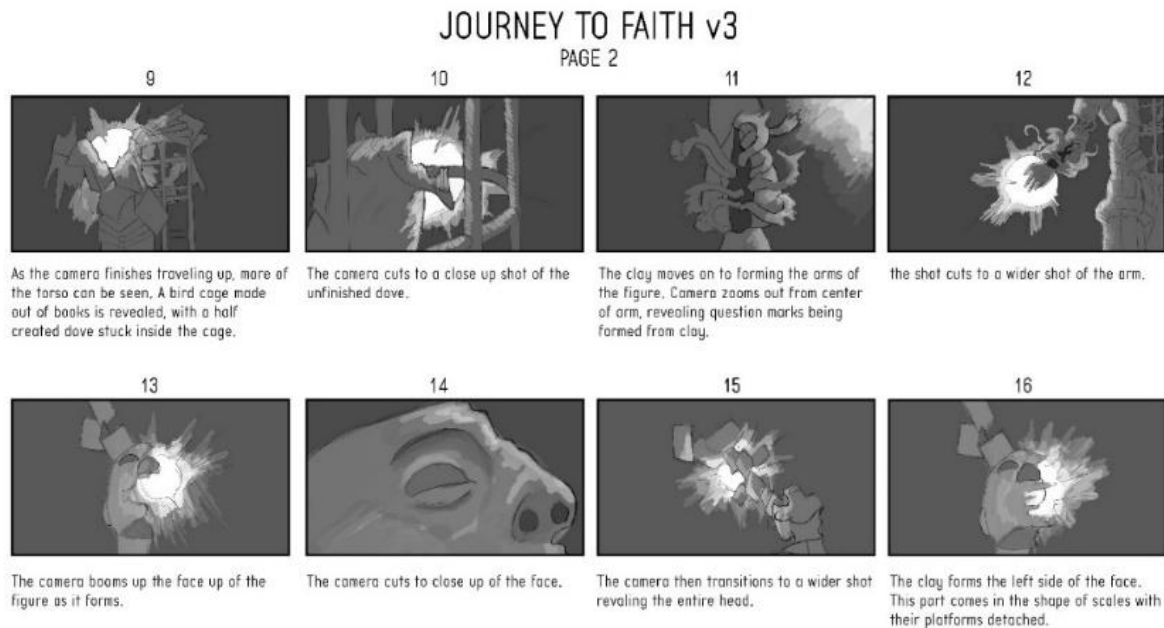 JOURNEY TO FAITH v3
PAGE 2
9
As the camera finishes traveling up, more of
the torso can be seen. A bird cage made
out of books is revealed, with a half
created dove stuck inside the cage.
10
The camera cuts to a close up shot of the
unfinished dove.
11
The clay moves on to forming the arms of
the figure. Camera zooms out from center
of arm, revealing question marks being
formed from clay.
12
the shot cuts to a wider shot of the arm.
13
The camera booms up the face up of the
figure as it forms.
14
The camera cuts to close up of the face.
15
The camera then transitions to a wider shot
revaling the entire head.
16
The clay forms the left side of the face.
This part comes in the shape of scales with
their platforms detached.